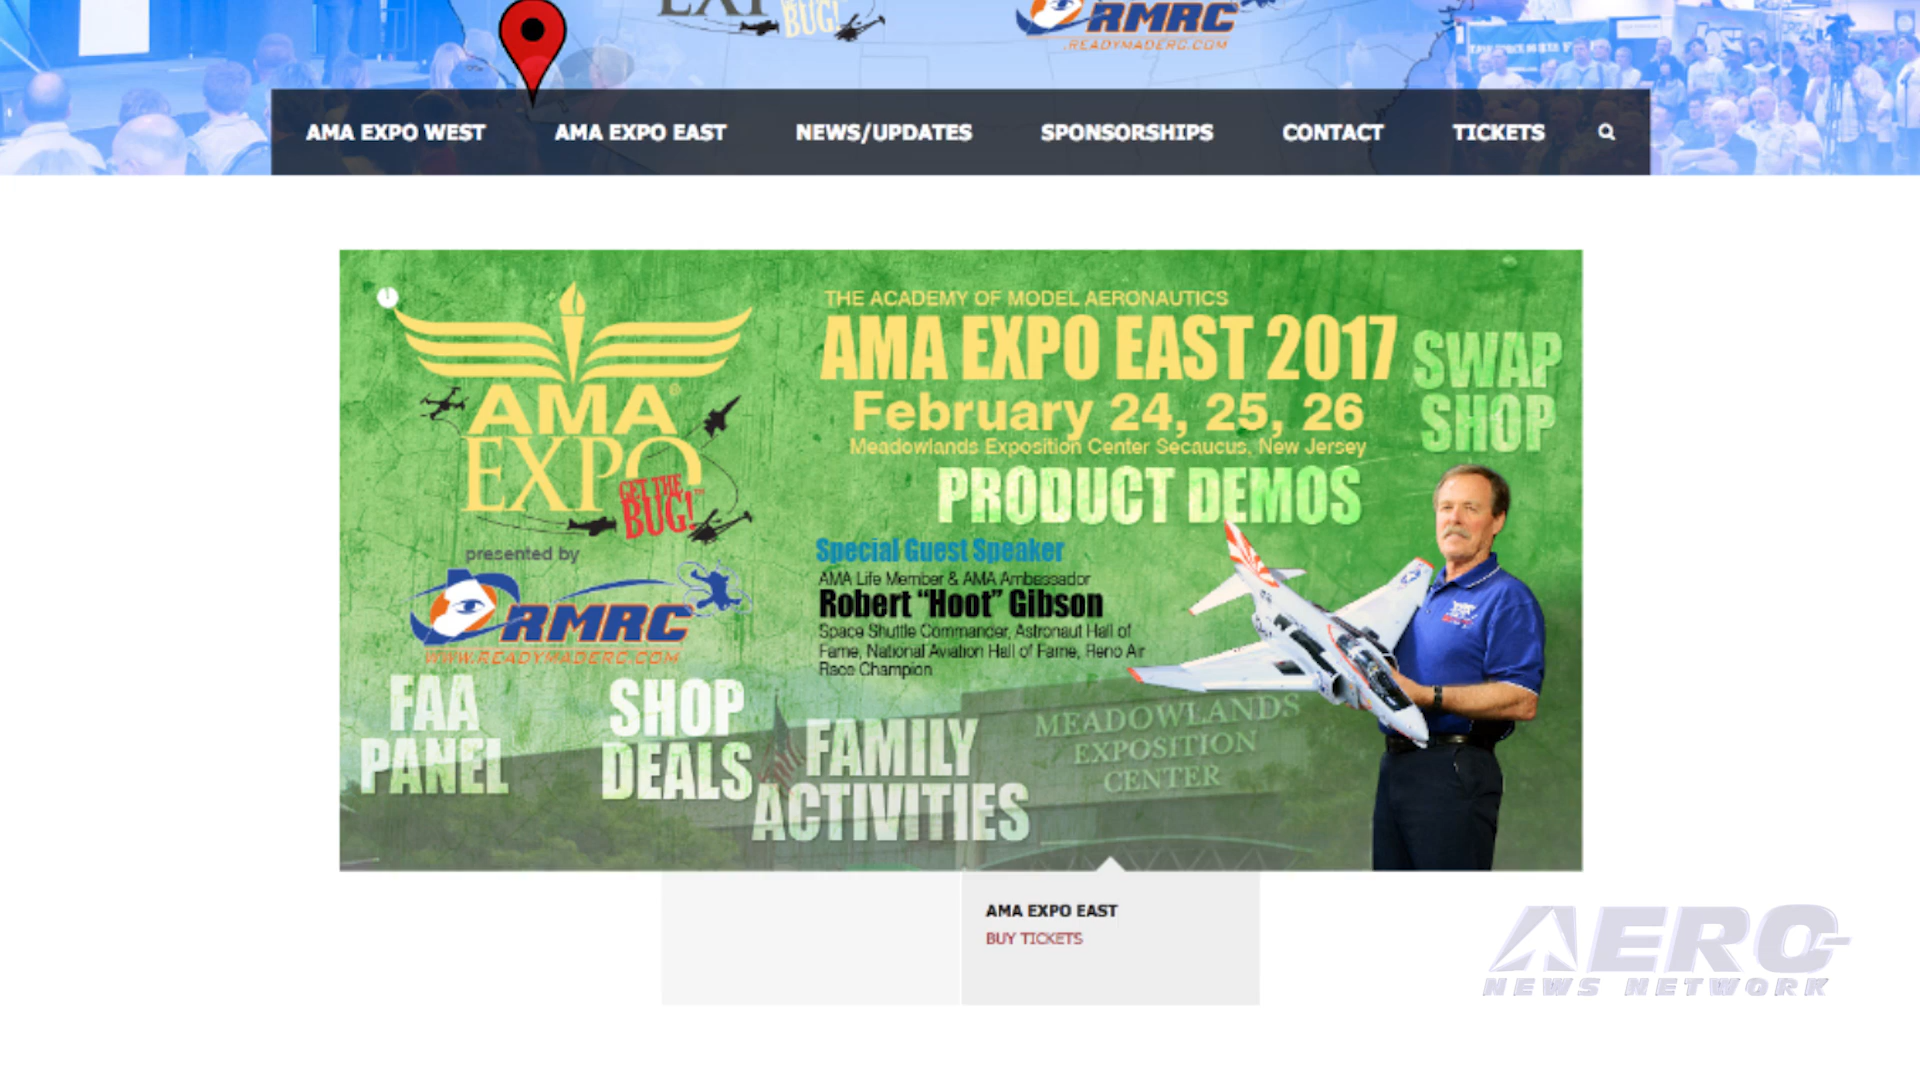 EXPO
BUG!
RMRC
.READYMADERC.COM
AMA EXPO WEST
AMA EXPO EAST
NEWS/UPDATES
SPONSORSHIPS
CONTACT
TICKETS
AMA®
EXPO
GET THE
BUG!™
presented by
RMRC
WWW.READYMADERC.COM
THE ACADEMY OF MODEL AERONAUTICS
AMA EXPO EAST 2017
February 24, 25, 26
Meadowlands Exposition Center Secaucus, New Jersey
SWAP
SHOP
PRODUCT DEMOS
Special Guest Speaker
AMA Life Member & AMA Ambassador
Robert “Hoot” Gibson
Space Shuttle Commander, Astronaut Hall of
Fame, National Aviation Hall of Fame, Reno Air
Race Champion
FAA
PANEL
SHOP
DEALS
FAMILY
ACTIVITIES
MEADOWLANDS
EXPOSITION
CENTER
AMA EXPO EAST
BUY TICKETS
AERO-
NEWS NETWORK